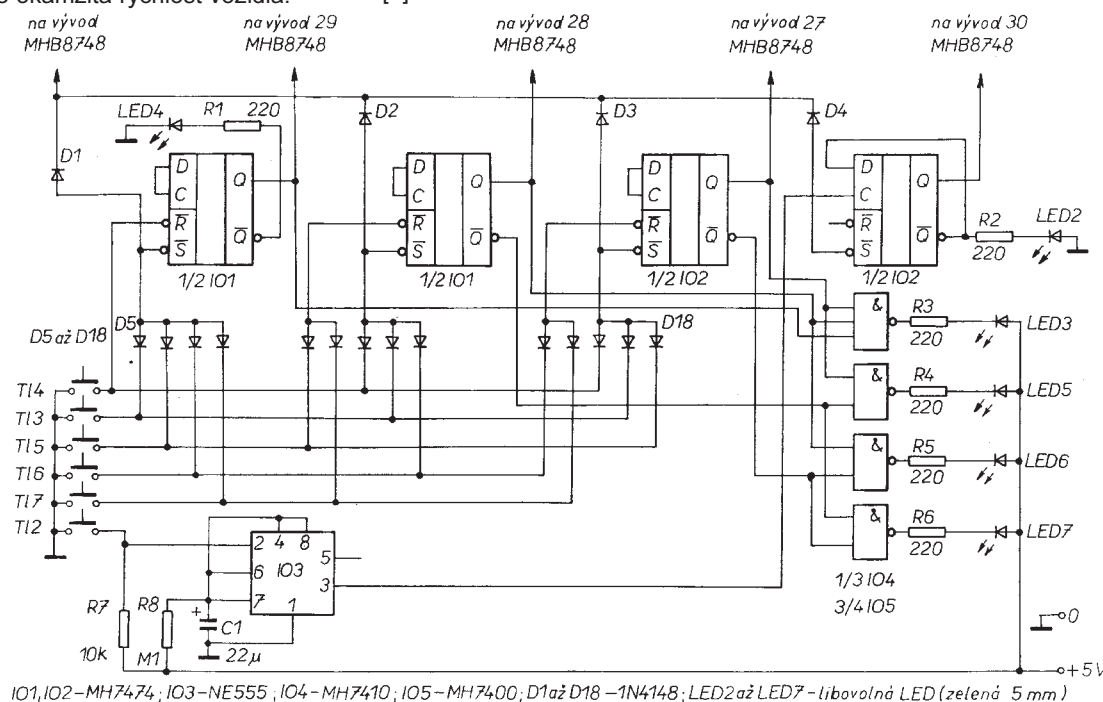 okamžitá rychlost vozidla.
na vývod 29
MHB8748
na vývod
MHB8748
na vývod 28
MHB8748
na vývod 27
MHB8748
na vývod 30
MHB8748
LED4 R1 220
D1
D2
D3
D4
D Q
C
R
S Q
1/2 IO1
D Q
C
R
S Q
1/2 IO1
D Q
C
R
S Q
1/2 IO2
D Q
C
R
S Q
1/2 IO2
R2
220
LED2
D5 až D18
D5
D18
Tl4
Tl3
Tl5
Tl6
Tl7
Tl2
& R3 220 LED3
& R4 220 LED5
& R5 220 LED6
& R6 220 LED7
1/3 IO4
3/4 IO5
2 4 8
6 IO3 5
7 1 3
R7
10k
R8
M1
+
C1
22μ
0
+5V
IO1, IO2-MH7474; IO3-NE555; IO4-MH7410; IO5-MH7400; D1 až D18-1N4148; LED2 až LED7-libovolná LED (zelená 5 mm)